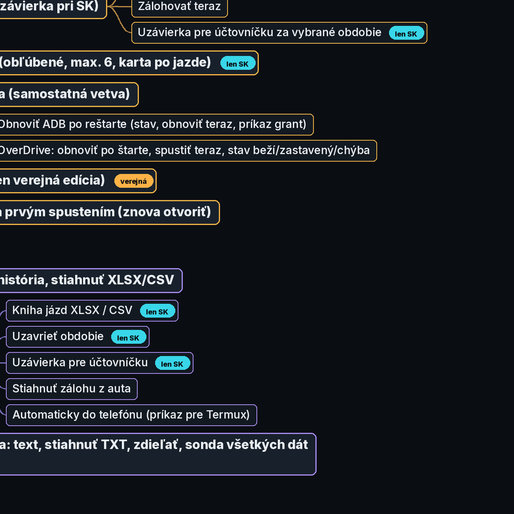 závierka pri SK)
Zálohovať teraz
Uzávierka pre účtovníčku za vybrané obdobie len SK
(obľúbené, max. 6, karta po jazde) len SK
a (samostatná vetva)
Obnoviť ADB po reštarte (stav, obnoviť teraz, príkaz grant)
OverDrive: obnoviť po štarte, spustiť teraz, stav beží/zastavený/chýba
en verejná edícia) verejná
prvým spustením (znova otvoriť)
história, stiahnuť XLSX/CSV
Kniha jázd XLSX / CSV len SK
Uzavrieť obdobie len SK
Uzávierka pre účtovníčku len SK
Stiahnuť zálohu z auta
Automaticky do telefónu (príkaz pre Termux)
a: text, stiahnuť TXT, zdieľať, sonda všetkých dát